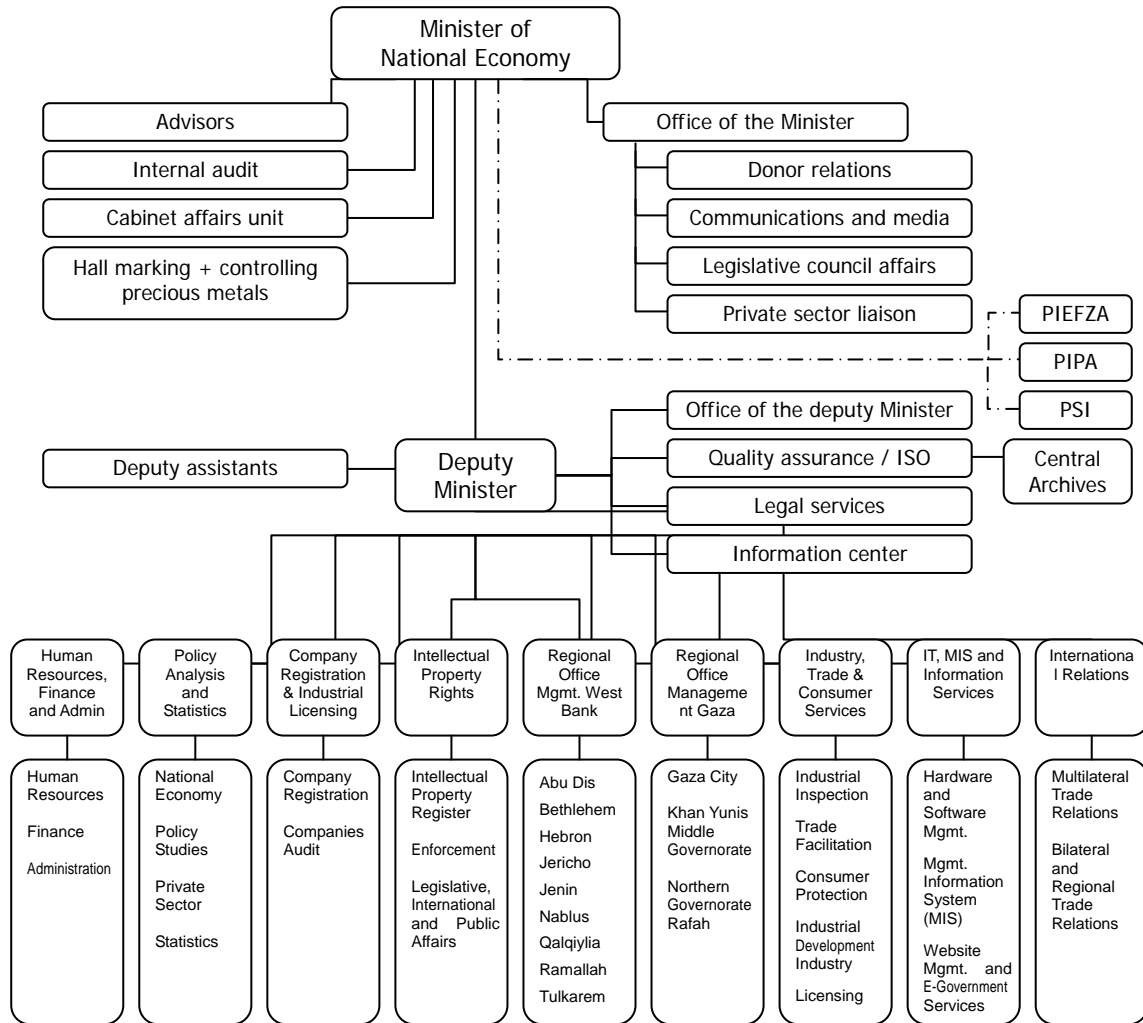 Minister of
National Economy
Advisors
Office of the Minister
Internal audit
Donor relations
Cabinet affairs unit
Communications and media
Hall marking + controlling
precious metals
Legislative council affairs
Private sector liaison
PIEFZA
PIPA
PSI
Office of the deputy Minister
Deputy assistants
Deputy
Minister
Quality assurance / ISO
Central
Archives
Legal services
Information center
Human
Resources,
Finance
and Admin
Policy
Analysis
and
Statistics
Company
Registration
& Industrial
Licensing
Intellectual
Property
Rights
Regional
Office
Mgmt. West
Bank
Regional
Office
Manageme
nt Gaza
Industry,
Trade &
Consumer
Services
IT, MIS and
Information
Services
Internationa
l Relations
Human
Resources
Finance
Administration
National
Economy
Policy
Studies
Private
Sector
Statistics
Company
Registration
Companies
Audit
Intellectual
Property
Register
Enforcement
Legislative,
International
and Public
Affairs
Abu Dis
Bethlehem
Hebron
Jericho
Jenin
Nablus
Qalqiylia
Ramallah
Tulkarem
Gaza City
Khan Yunis
Middle
Governorate
Northern
Governorate
Rafah
Industrial
Inspection
Trade
Facilitation
Consumer
Protection
Industrial
Development
Industry
Licensing
Hardware
and
Software
Mgmt.
Mgmt.
Information
System
(MIS)
Website
Mgmt. and
E-Government
Services
Multilateral
Trade
Relations
Bilateral
and
Regional
Trade
Relations